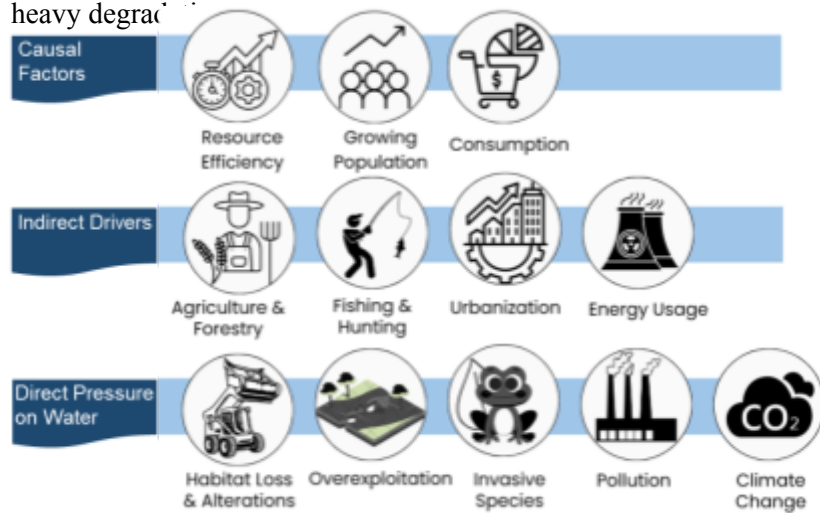 heavy
Causal
Factors
$
Resource
Efficiency
Growing
Population
Consumption
Indirect Drivers
Agriculture &
Forestry
Fishing &
Hunting
Urbanization
Energy Usage
Direct Pressure
on Water
CO2
Habitat Loss
& Alterations
Overexploitation
Invasive
Species
Pollution
Climate
Change